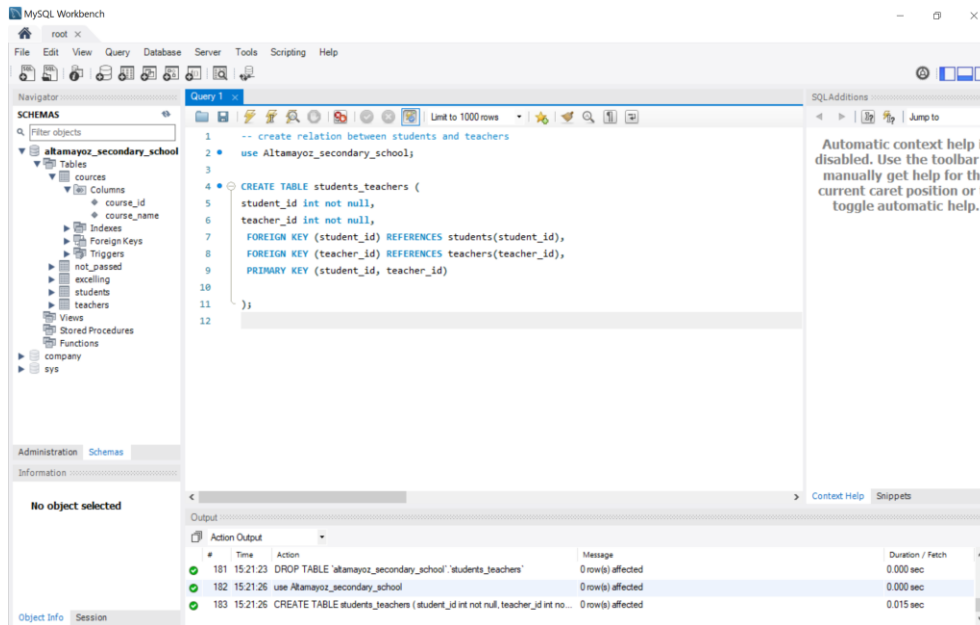 MySQL Workbench
root
File Edit View Query Database Server Tools Scripting Help
Navigator
SCHEMAS
Filter objects
altamayoz_secondary_school
Tables
cources
Columns
course_id
course_name
Indexes
Foreign Keys
Triggers
not_passed
excelling
students
teachers
Views
Stored Procedures
Functions
company
sys
Administration Schemas
Information
No object selected
Object Info Session
Query 1
Limit to 1000 rows
1 -- create relation between students and teachers
2 use Altamayoz_secondary_school;
3
4 CREATE TABLE students_teachers (
5 student_id int not null,
6 teacher_id int not null,
7 FOREIGN KEY (student_id) REFERENCES students(student_id),
8 FOREIGN KEY (teacher_id) REFERENCES teachers(teacher_id),
9 PRIMARY KEY (student_id, teacher_id)
10
11 );
12
Output
Action Output
# Time Action Message Duration / Fetch
181 15:21:23 DROP TABLE `altamayoz_secondary_school`.`students_teachers` 0 row(s) affected 0.000 sec
182 15:21:26 use Altamayoz_secondary_school 0 row(s) affected 0.000 sec
183 15:21:26 CREATE TABLE students_teachers ( student_id int not null, teacher_id int no... 0 row(s) affected 0.015 sec
SQLAdditions
Jump to
Automatic context help
disabled. Use the toolbar
manually get help for
current caret position or
toggle automatic help.
Context Help Snippets